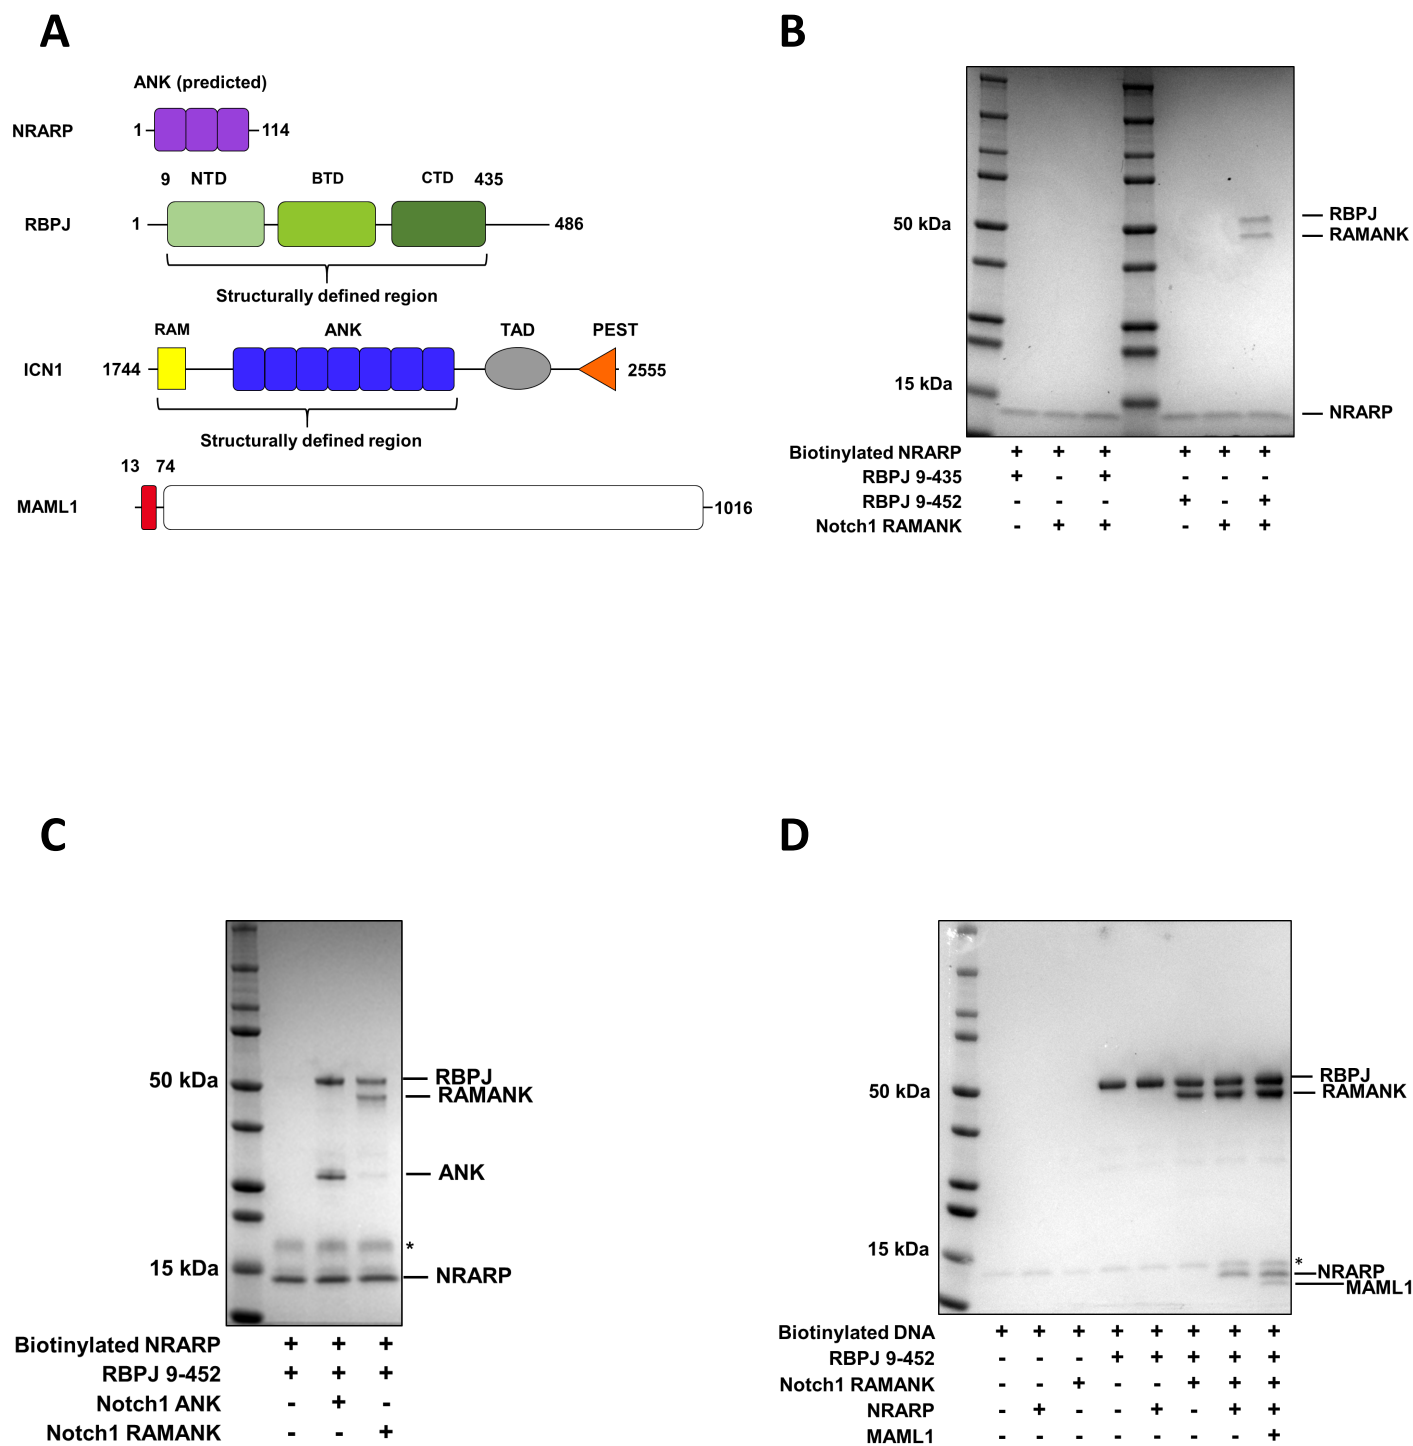 A
ANK (predicted)
NRARP 1 114
9 NTD BTD CTD 435
RBPJ 1 486
Structurally defined region
RAM ANK TAD PEST
ICN1 1744 2555
Structurally defined region
13 74
MAML1 1016
B
50 kDa
15 kDa
RBPJ
RAMANK
NRARP
Biotinylated NRARP + + + + + +
RBPJ 9-435 + - + - - -
RBPJ 9-452 - - - + - +
Notch1 RAMANK - + + - + +
C
50 kDa
15 kDa
RBPJ
RAMANK
ANK
*
NRARP
Biotinylated NRARP + + +
RBPJ 9-452 + + +
Notch1 ANK - + -
Notch1 RAMANK - - +
D
50 kDa
15 kDa
RBPJ
RAMANK
*
NRARP
MAML1
Biotinylated DNA + + + + + + + +
RBPJ 9-452 - - - + + + + +
Notch1 RAMANK - - + - - + + +
NRARP - + - - + - + +
MAML1 - - - - - - - +